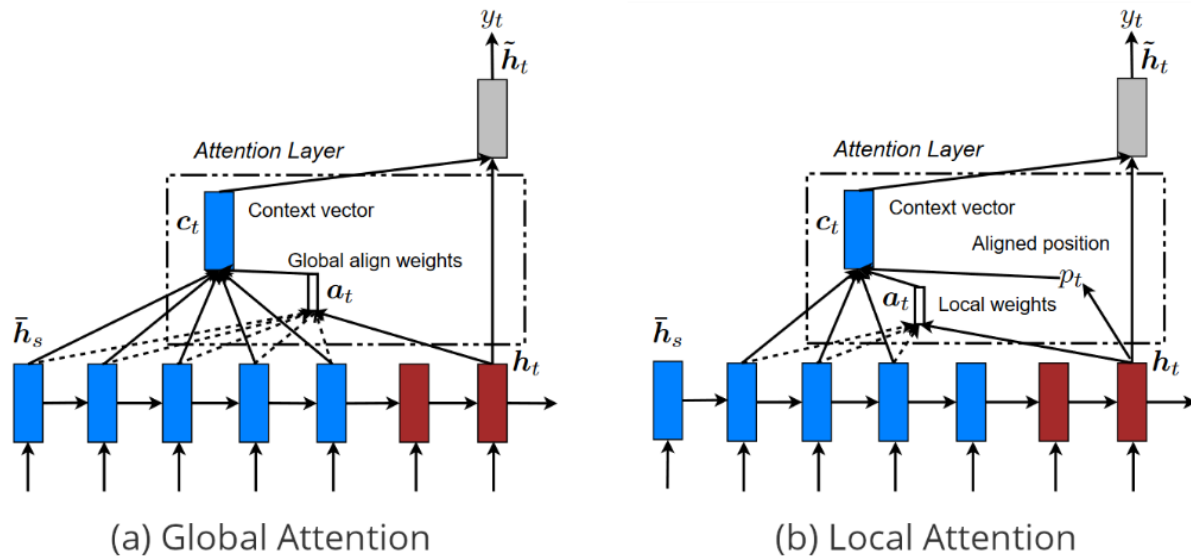 y_t
h̃_t
Attention Layer
c_t
Context vector
Global align weights
a_t
h̄_s
h_t
(a) Global Attention
y_t
h̃_t
Attention Layer
c_t
Context vector
Aligned position
p_t
a_t
Local weights
h̄_s
h_t
(b) Local Attention